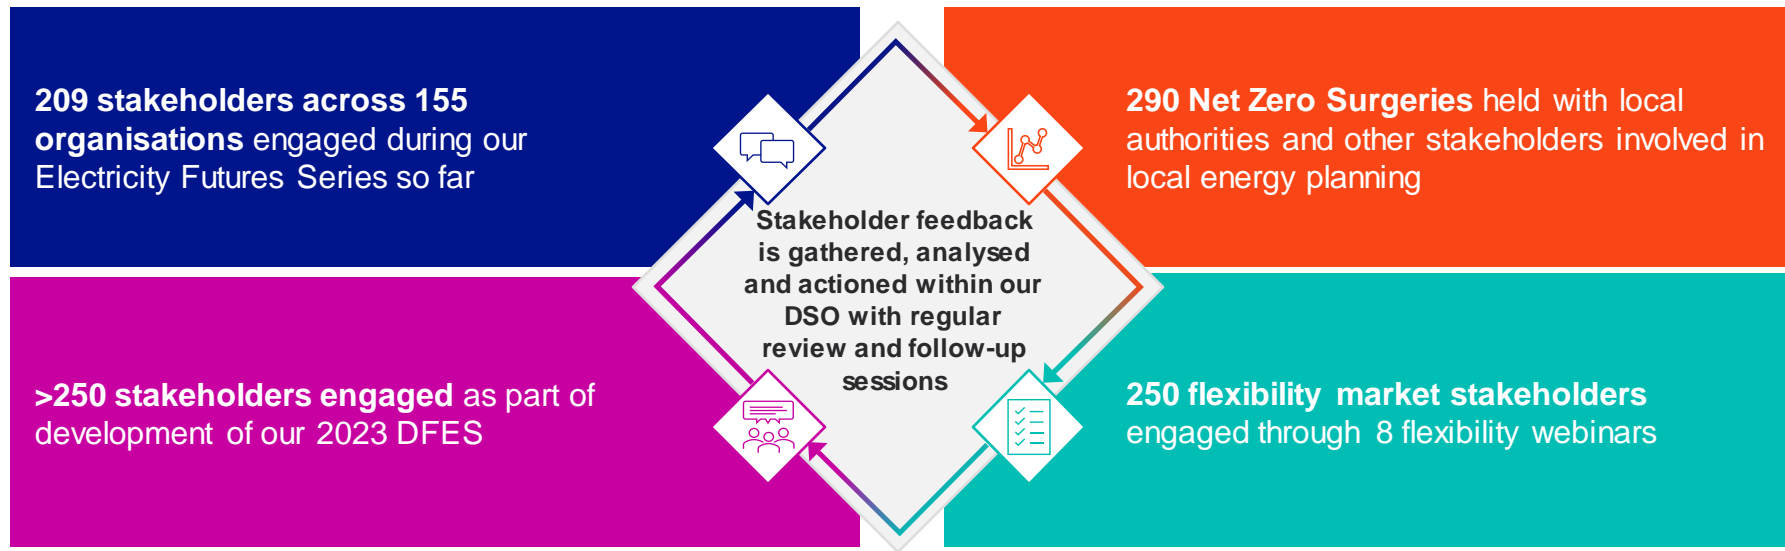 209 stakeholders across 155
organisations engaged during our
Electricity Futures Series so far
290 Net Zero Surgeries held with local
authorities and other stakeholders involved in
local energy planning
Stakeholder feedback
is gathered, analysed
and actioned within our
DSO with regular
review and follow-up
sessions
>250 stakeholders engaged as part of
development of our 2023 DFES
250 flexibility market stakeholders
engaged through 8 flexibility webinars